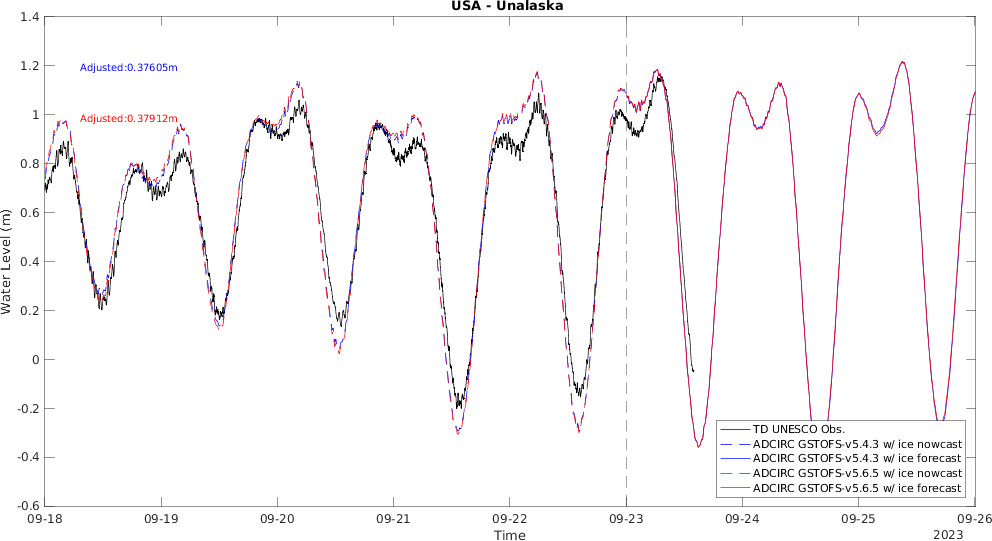 USA - Unalaska
1.4
1.2
1
0.8
0.6
0.4
0.2
0
-0.2
-0.4
-0.6
Water Level (m)
Adjusted:0.37605m
Adjusted:0.37912m
TD UNESCO Obs.
ADCIRC GSTOFS-v5.4.3 w/ ice nowcast
ADCIRC GSTOFS-v5.4.3 w/ ice forecast
ADCIRC GSTOFS-v5.6.5 w/ ice nowcast
ADCIRC GSTOFS-v5.6.5 w/ ice forecast
09-18 09-19 09-20 09-21 09-22 09-23 09-24 09-25 09-26
Time
2023